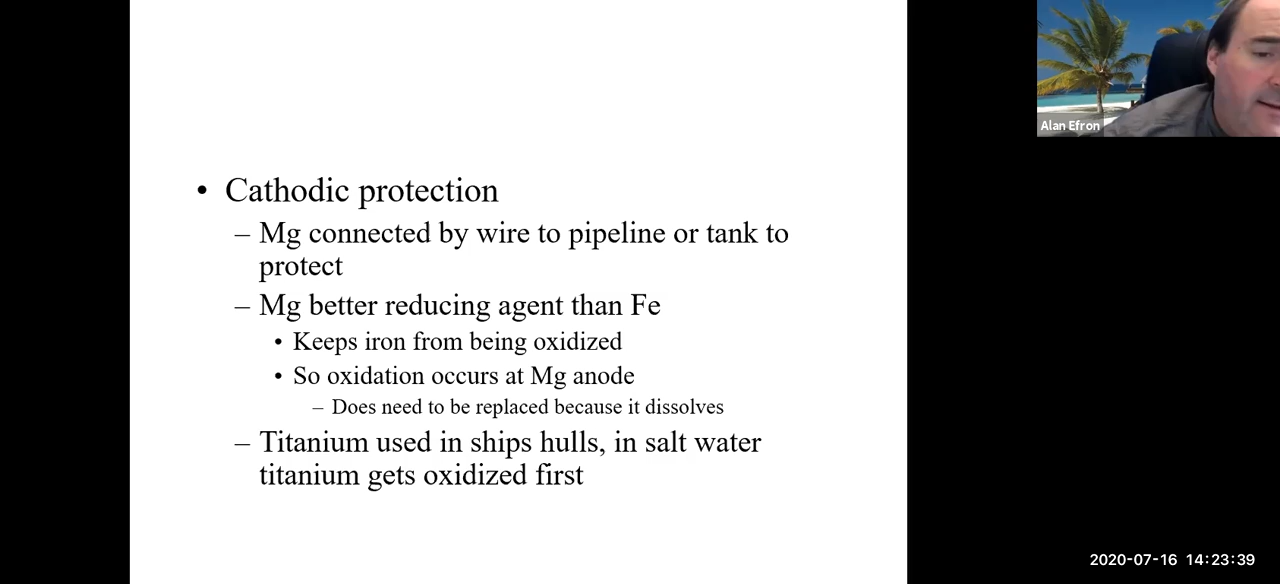 • Cathodic protection
– Mg connected by wire to pipeline or tank to
protect
– Mg better reducing agent than Fe
• Keeps iron from being oxidized
• So oxidation occurs at Mg anode
– Does need to be replaced because it dissolves
– Titanium used in ships hulls, in salt water
titanium gets oxidized first
Alan Efron
2020-07-16 14:23:39